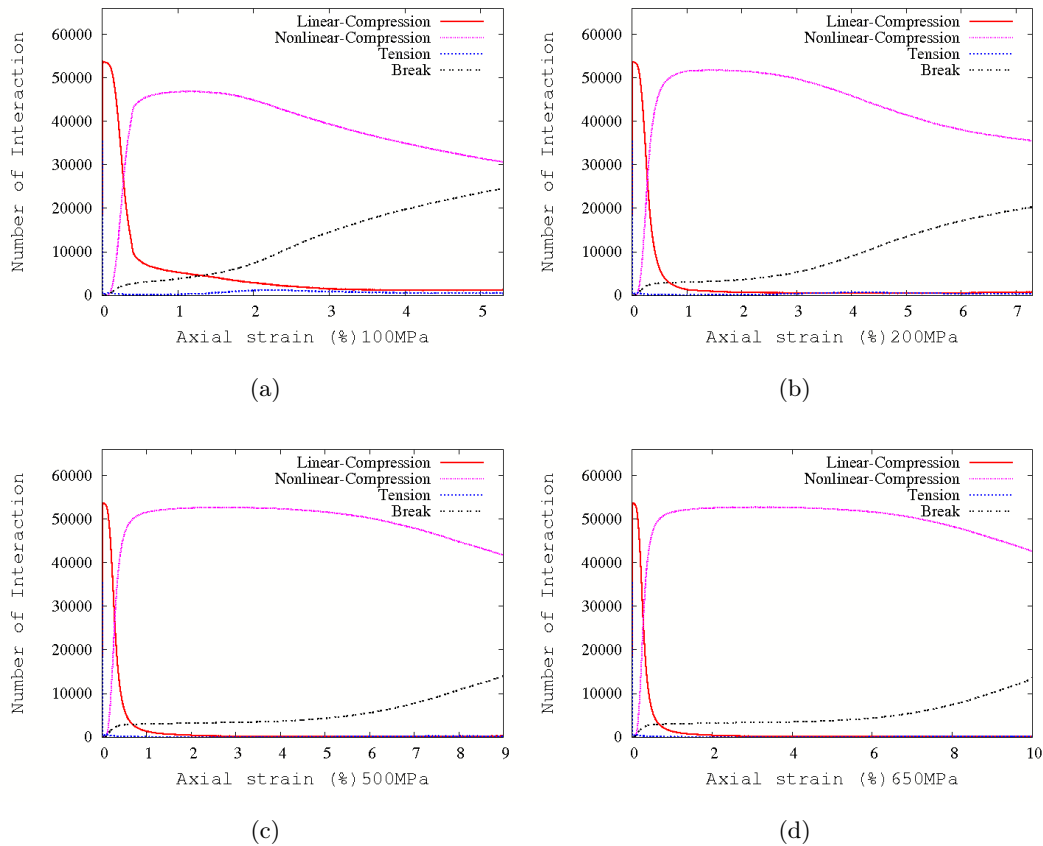 Number of Interaction
60000
50000
40000
30000
20000
10000
0
Linear-Compression
Nonlinear-Compression
Tension
Break
0 1 2 3 4 5
Axial strain (%)100MPa
(a)
Number of Interaction
60000
50000
40000
30000
20000
10000
0
Linear-Compression
Nonlinear-Compression
Tension
Break
0 1 2 3 4 5 6 7
Axial strain (%)200MPa
(b)
Number of Interaction
60000
50000
40000
30000
20000
10000
0
Linear-Compression
Nonlinear-Compression
Tension
Break
0 1 2 3 4 5 6 7 8 9
Axial strain (%)500MPa
(c)
Number of Interaction
60000
50000
40000
30000
20000
10000
0
Linear-Compression
Nonlinear-Compression
Tension
Break
0 2 4 6 8 10
Axial strain (%)650MPa
(d)